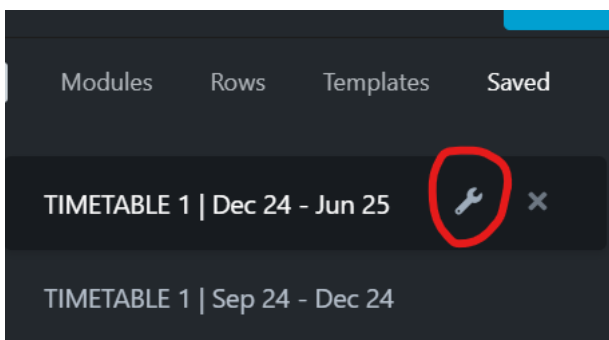 Modules Rows Templates Saved
TIMETABLE 1 | Dec 24 - Jun 25
TIMETABLE 1 | Sep 24 - Dec 24